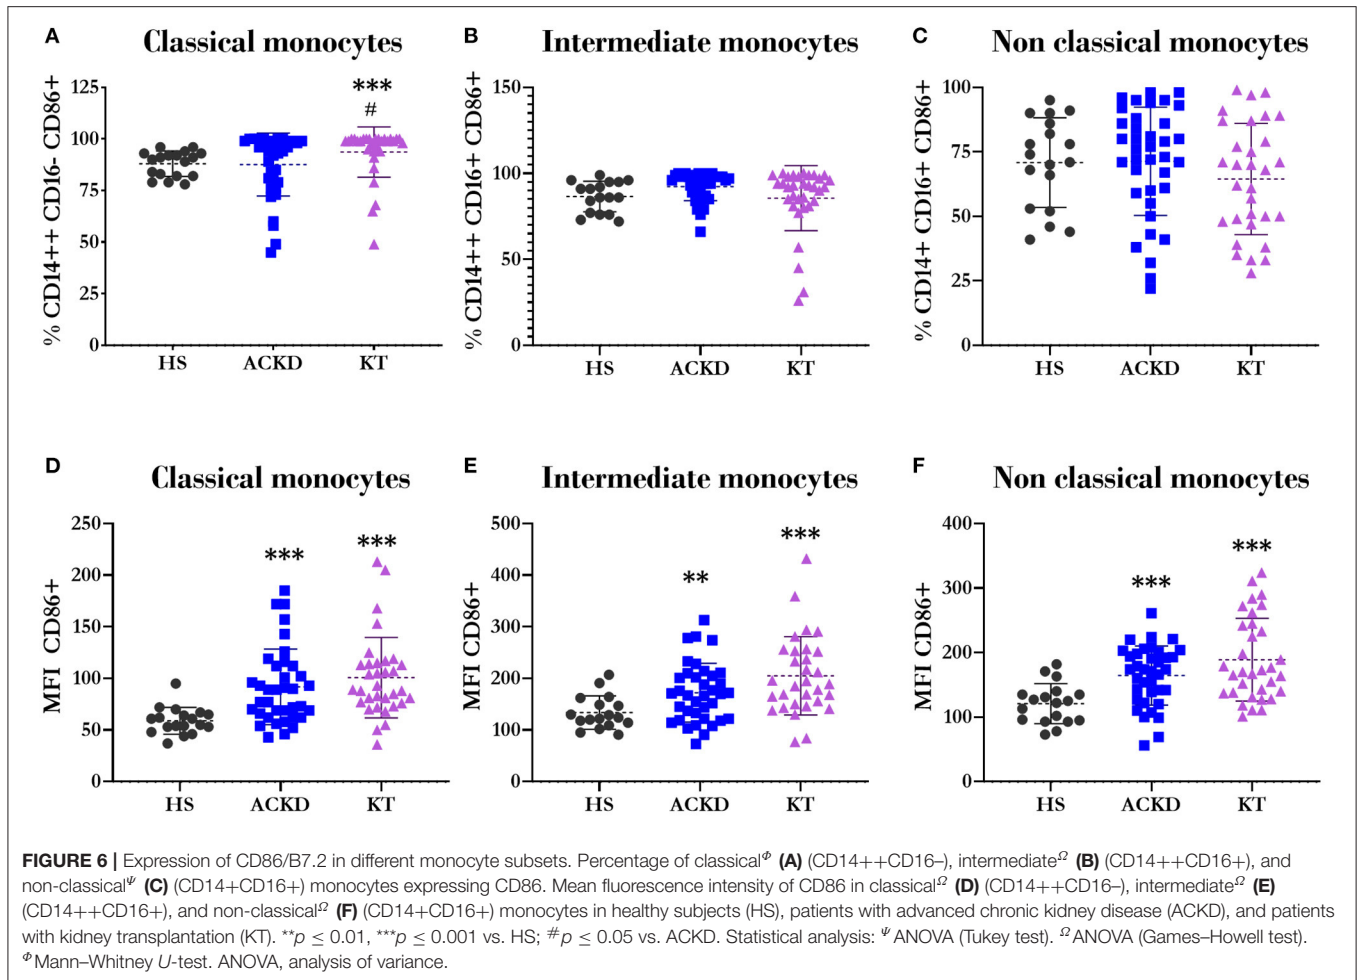 A Classical monocytes
% CD14++ CD16- CD86+
125
100
75
50
25
0
***
#
HS ACKD KT
B Intermediate monocytes
% CD14++ CD16+ CD86+
150
100
50
0
HS ACKD KT
C Non classical monocytes
% CD14+ CD16+ CD86+
100
75
50
25
0
HS ACKD KT
D Classical monocytes
MFI CD86+
250
200
150
100
50
0
*** ***
HS ACKD KT
E Intermediate monocytes
MFI CD86+
500
400
300
200
100
0
** ***
HS ACKD KT
F Non classical monocytes
MFI CD86+
400
300
200
100
0
*** ***
HS ACKD KT
FIGURE 6 | Expression of CD86/B7.2 in different monocyte subsets. Percentage of classicalΦ (A) (CD14++CD16–), intermediateΩ (B) (CD14++CD16+), and
non-classicalΨ (C) (CD14+CD16+) monocytes expressing CD86. Mean fluorescence intensity of CD86 in classicalΩ (D) (CD14++CD16–), intermediateΩ (E)
(CD14++CD16+), and non-classicalΩ (F) (CD14+CD16+) monocytes in healthy subjects (HS), patients with advanced chronic kidney disease (ACKD), and patients
with kidney transplantation (KT). **p ≤ 0.01, ***p ≤ 0.001 vs. HS; #p ≤ 0.05 vs. ACKD. Statistical analysis: ΨANOVA (Tukey test). ΩANOVA (Games–Howell test).
ΦMann–Whitney U-test. ANOVA, analysis of variance.